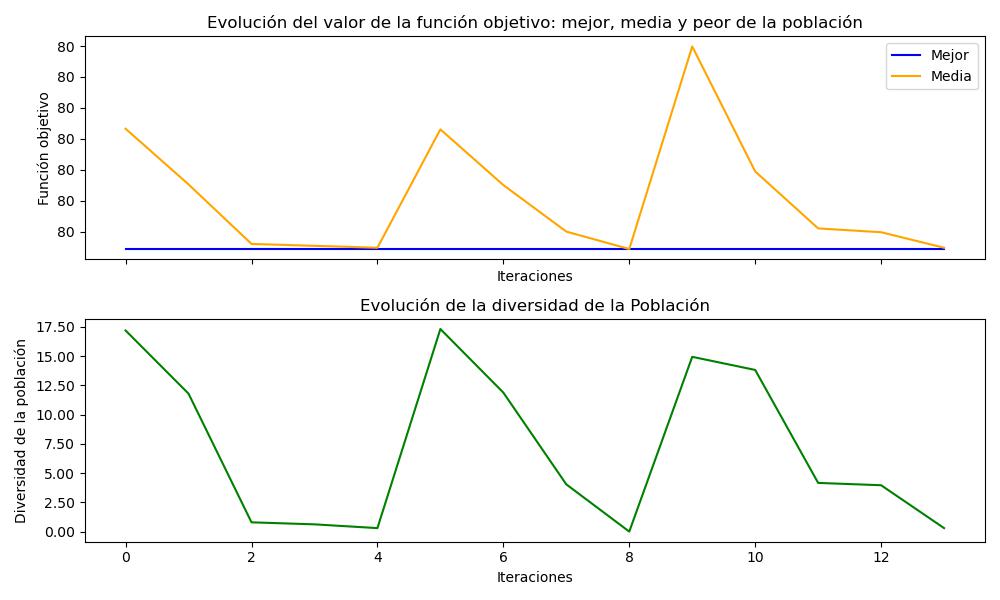 Evolución del valor de la función objetivo: mejor, media y peor de la población
Función objetivo
80
80
80
80
80
80
80
Mejor
Media
Iteraciones
Evolución de la diversidad de la Población
Diversidad de la población
17.50
15.00
12.50
10.00
7.50
5.00
2.50
0.00
0 2 4 6 8 10 12
Iteraciones